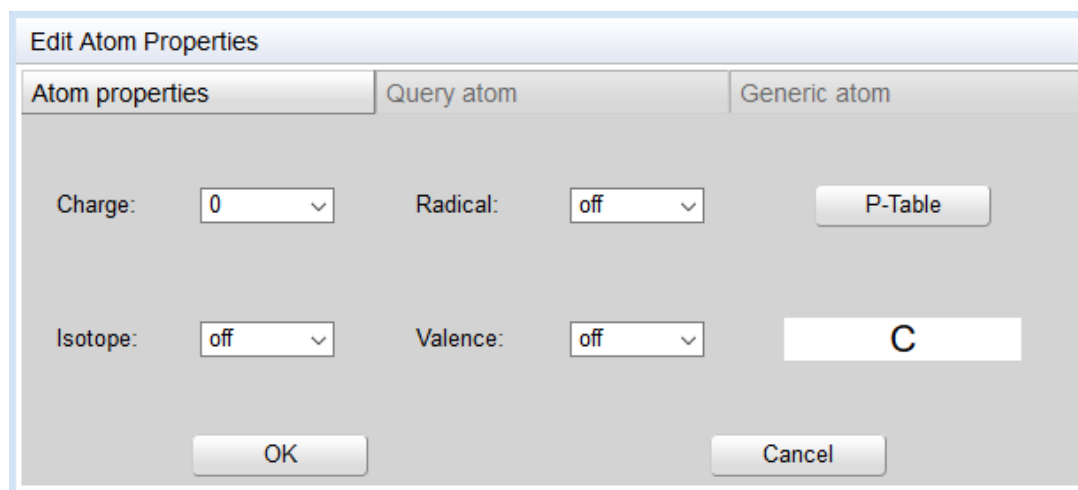 Edit Atom Properties
Atom properties Query atom Generic atom
Charge: 0 Radical: off P-Table
Isotope: off Valence: off C
OK Cancel